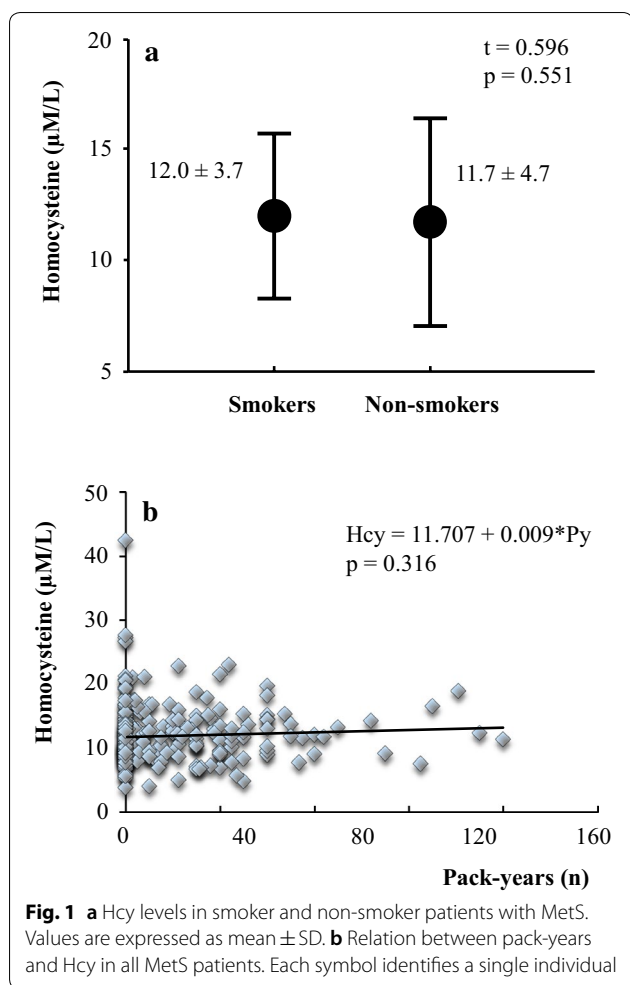 20
a
t = 0.596
p = 0.551
15
12.0 ± 3.7
11.7 ± 4.7
10
5
Homocysteine (µM/L)
Smokers Non-smokers
50
b
Hcy = 11.707 + 0.009*Py
p = 0.316
40
30
20
10
0
Homocysteine (µM/L)
0 40 80 120 160
Pack-years (n)
Fig. 1 a Hcy levels in smoker and non-smoker patients with MetS.
Values are expressed as mean ± SD. b Relation between pack-years
and Hcy in all MetS patients. Each symbol identifies a single individual